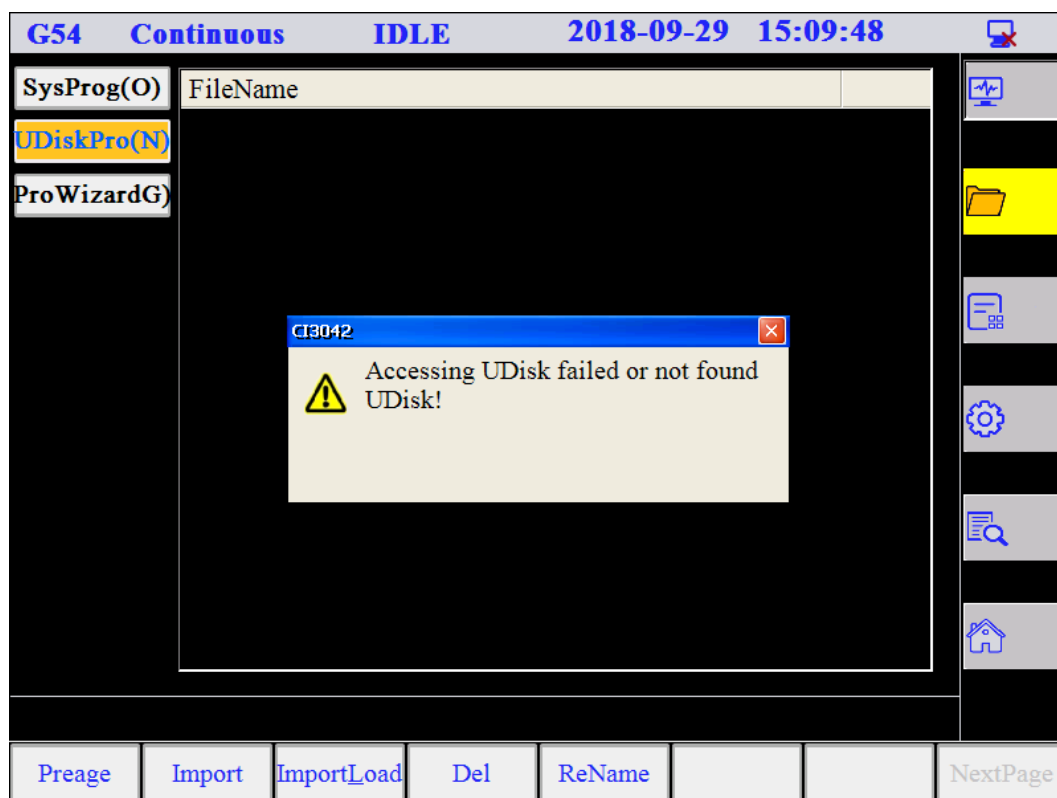 G54 Continuous IDLE 2018-09-29 15:09:48
SysProg(O)
UDiskPro(N)
ProWizardG)
FileName
CI3042
Accessing UDisk failed or not found
UDisk!
Preage Import ImportLoad Del ReName NextPage